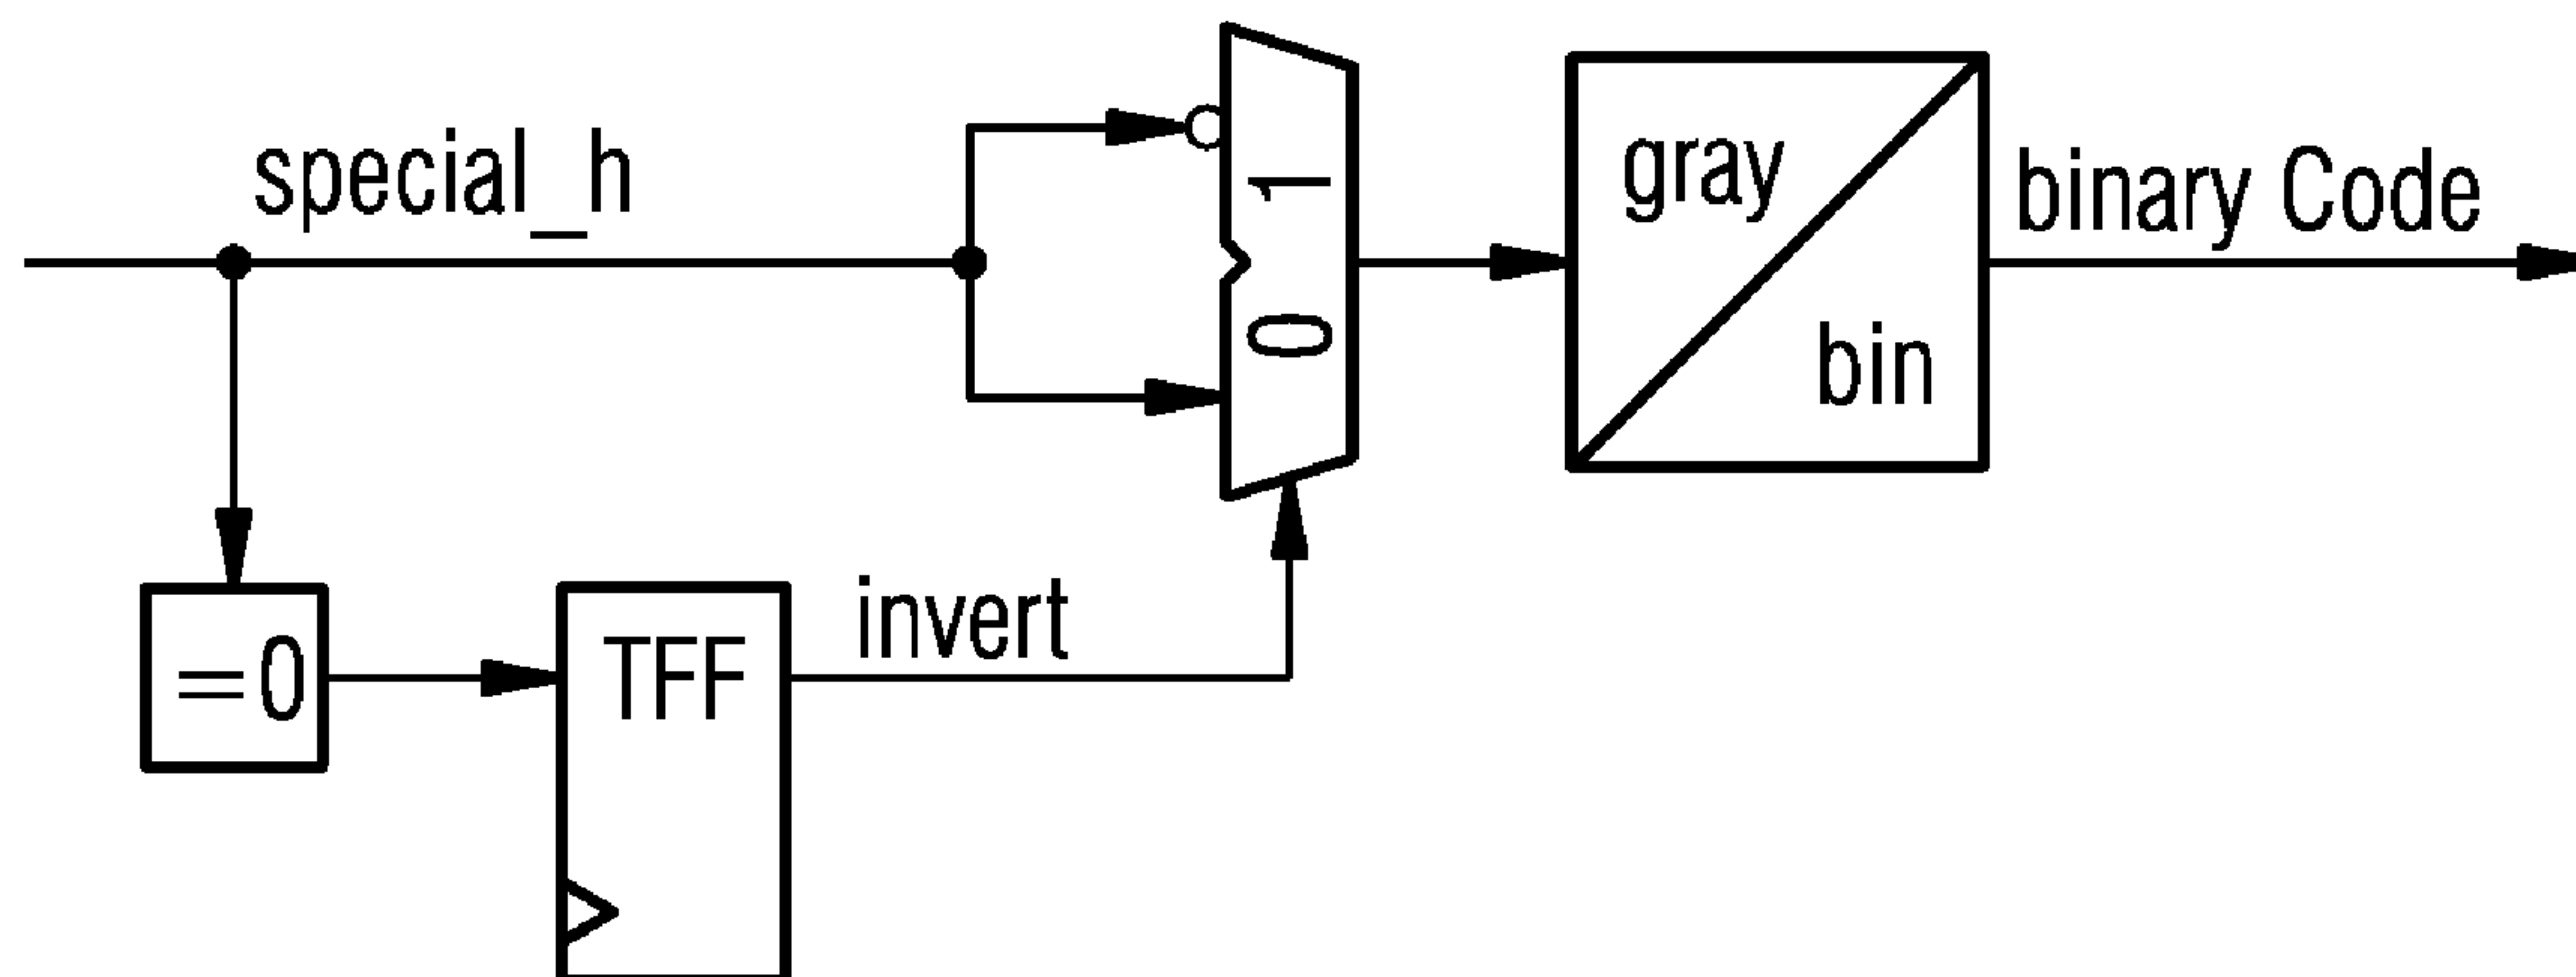 special_h
1
0
gray
bin
binary Code
=0
TFF
invert